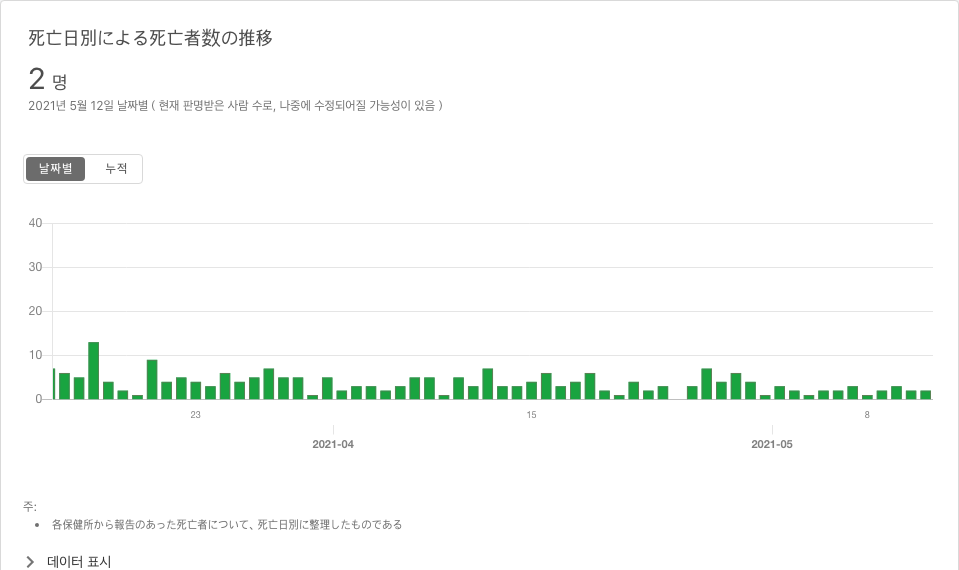 死亡日別による死亡者数の推移
2 명
2021년 5월 12일 날짜별 ( 현재 판명받은 사람 수로, 나중에 수정되어질 가능성이 있음 )
날짜별 누적
40
30
20
10
0
23 15 8
2021-04 2021-05
주:
• 各保健所から報告のあった死亡者について、死亡日別に整理したものである
데이터 표시